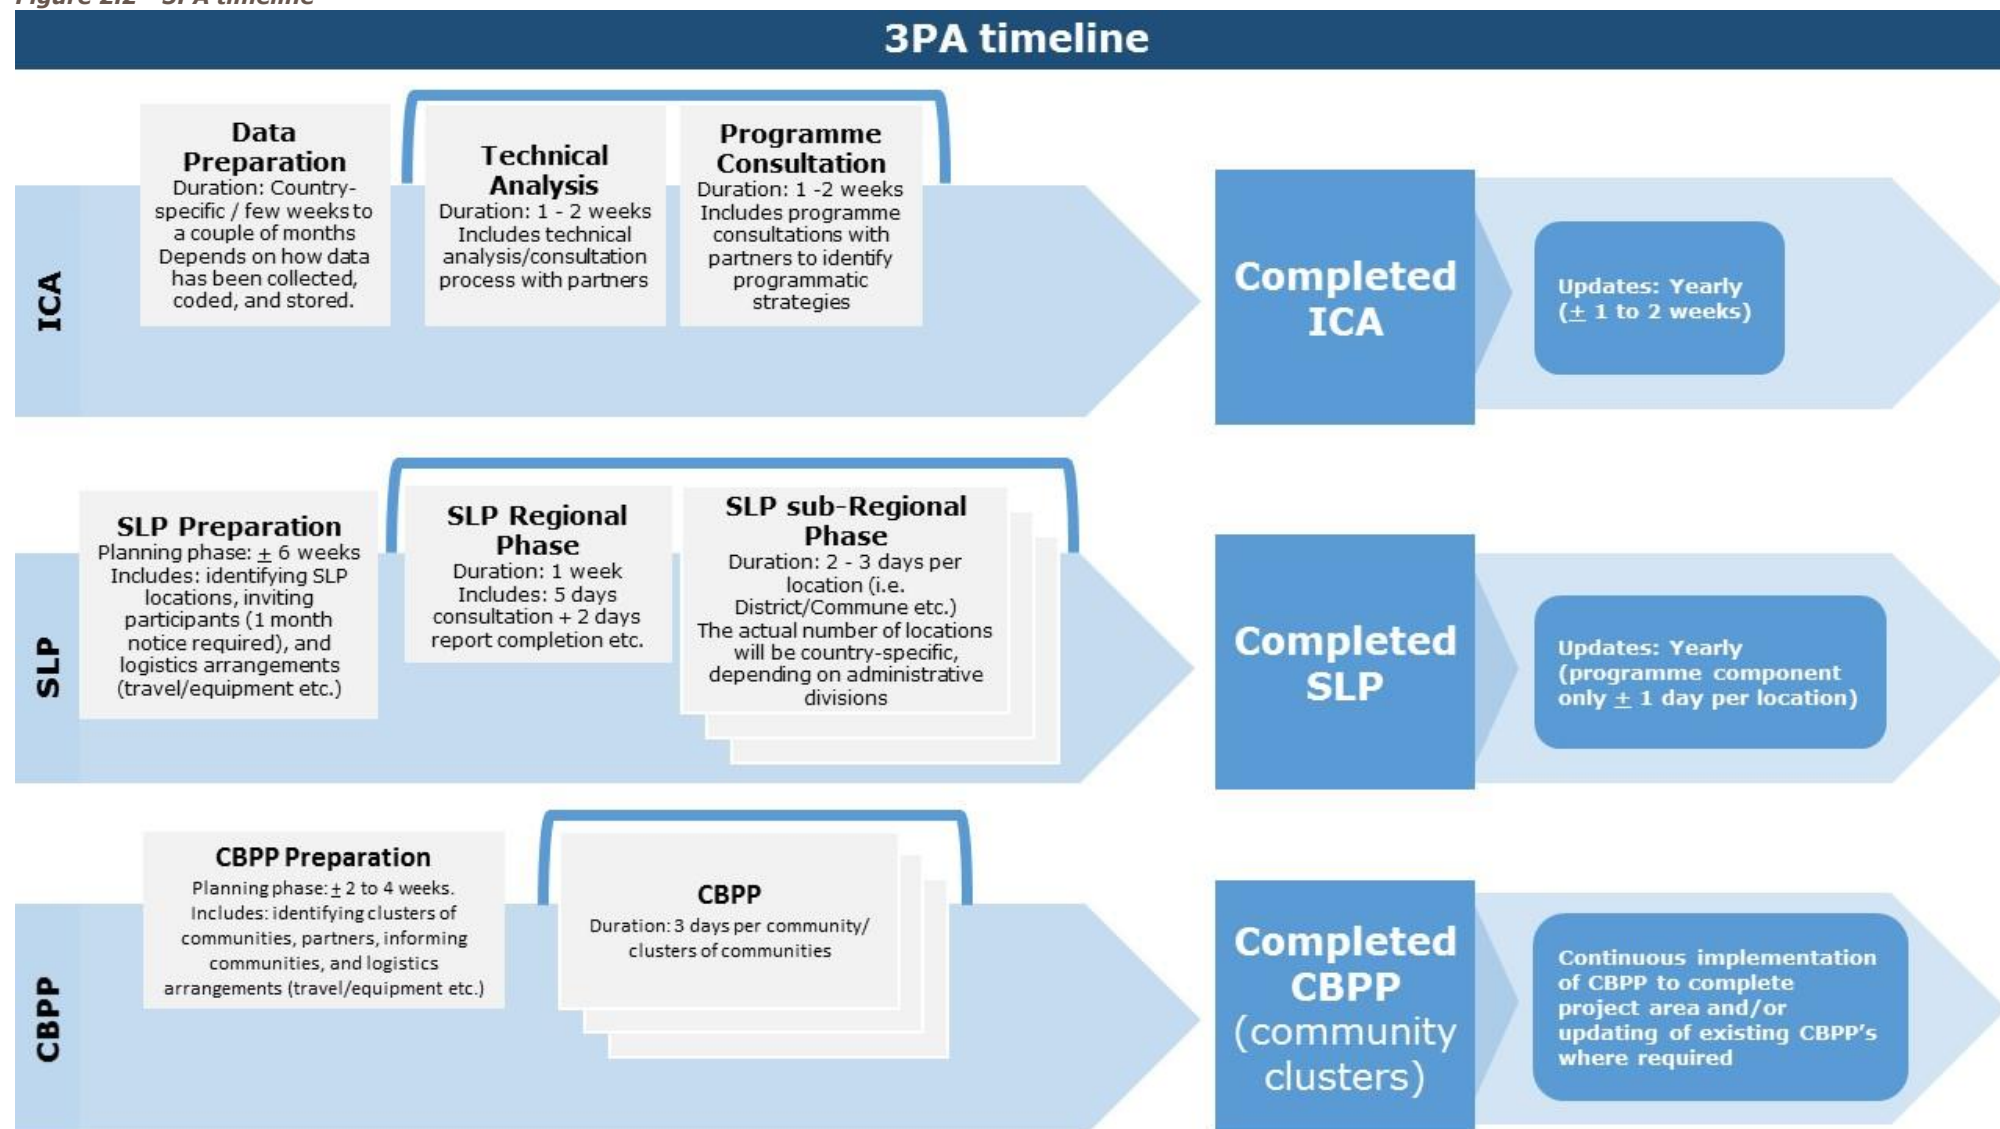 Figure 2.2 - 3PA timeline
3PA timeline
ICA
Data
Preparation
Duration: Country-
specific / few weeks to
a couple of months
Depends on how data
has been collected,
coded, and stored.
Technical
Analysis
Duration: 1 - 2 weeks
Includes technical
analysis/consultation
process with partners
Programme
Consultation
Duration: 1 -2 weeks
Includes programme
consultations with
partners to identify
programmatic
strategies
Completed
ICA
Updates: Yearly
(± 1 to 2 weeks)
SLP
SLP Preparation
Planning phase: ± 6 weeks
Includes: identifying SLP
locations, inviting
participants (1 month
notice required), and
logistics arrangements
(travel/equipment etc.)
SLP Regional
Phase
Duration: 1 week
Includes: 5 days
consultation + 2 days
report completion etc.
SLP sub-Regional
Phase
Duration: 2 - 3 days per
location (i.e.
District/Commune etc.)
The actual number of locations
will be country-specific,
depending on administrative
divisions
Completed
SLP
Updates: Yearly
(programme component
only ± 1 day per location)
CBPP
CBPP Preparation
Planning phase: ± 2 to 4 weeks.
Includes: identifying clusters of
communities, partners, informing
communities, and logistics
arrangements (travel/equipment etc.)
CBPP
Duration: 3 days per community/
clusters of communities
Completed
CBPP
(community
clusters)
Continuous implementation
of CBPP to complete
project area and/or
updating of existing CBPP's
where required